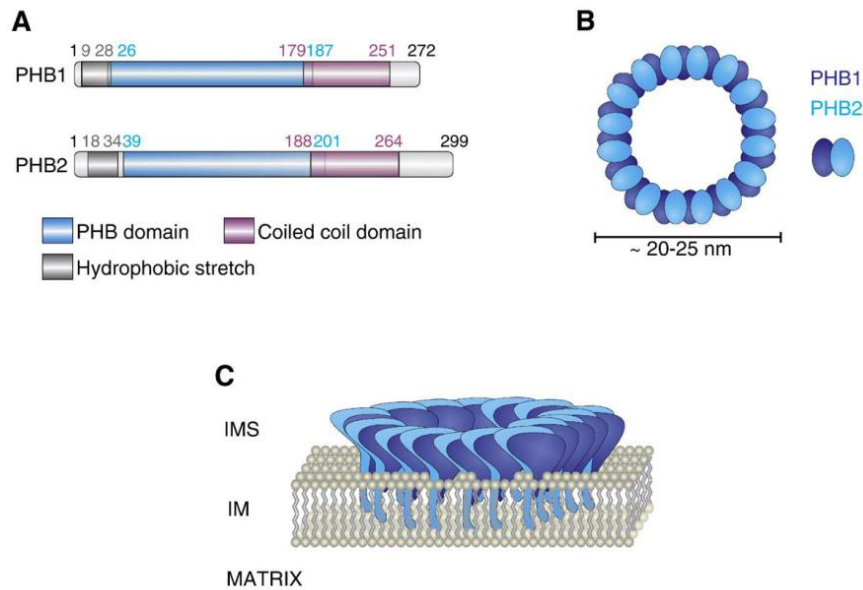 A
1 9 28 26 179 187 251 272
PHB1
1 18 34 39 188 201 264 299
PHB2
PHB domain
Coiled coil domain
Hydrophobic stretch
B
PHB1
PHB2
~ 20-25 nm
C
IMS
IM
MATRIX